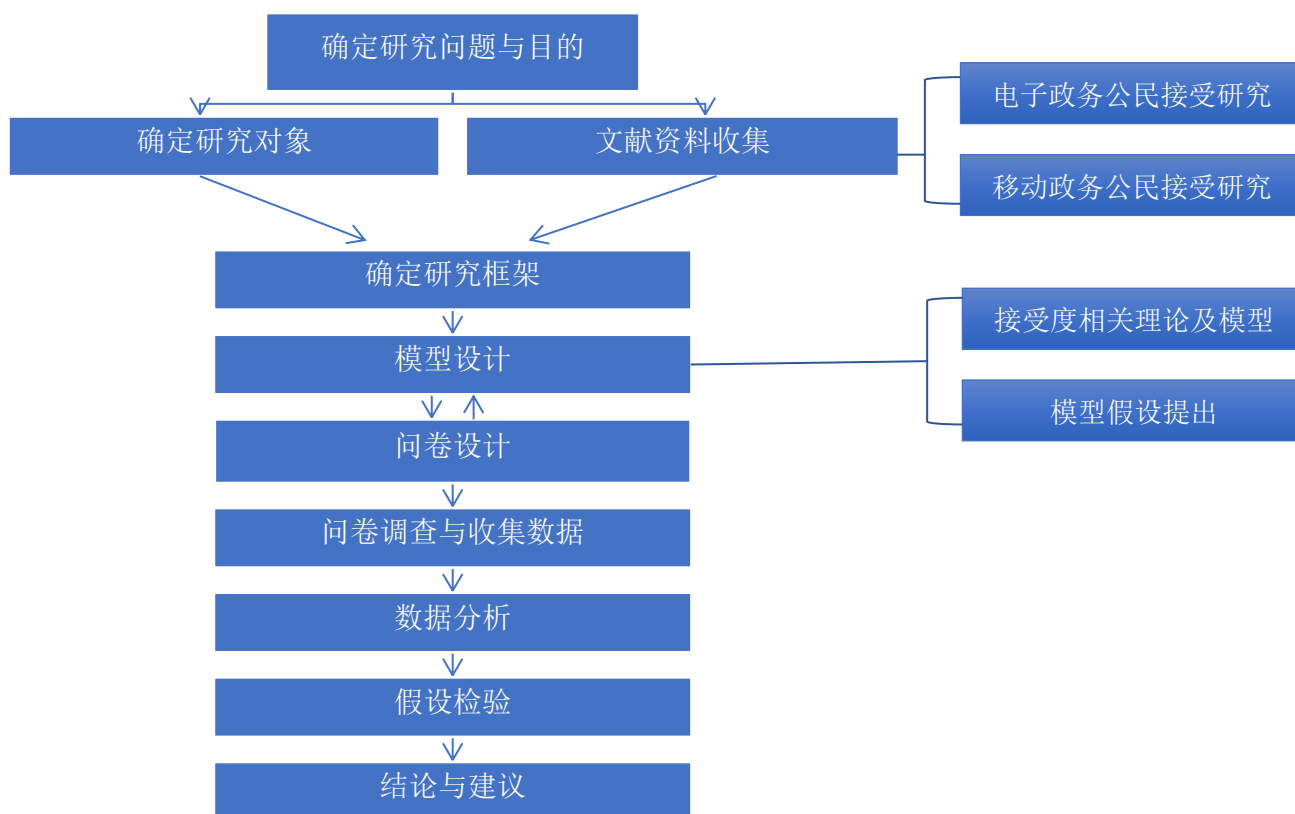 确定研究问题与目的
确定研究对象
文献资料收集
电子政务公民接受研究
移动政务公民接受研究
确定研究框架
模型设计
接受度相关理论及模型
模型假设提出
问卷设计
问卷调查与收集数据
数据分析
假设检验
结论与建议